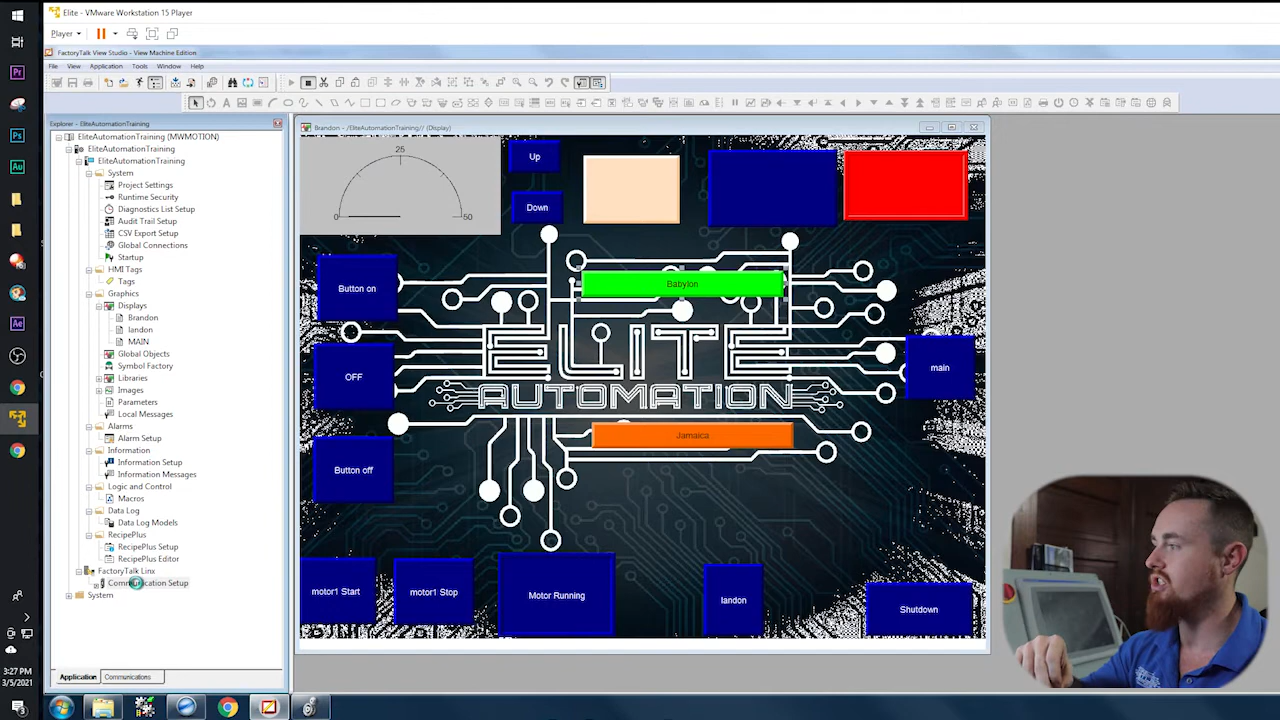 Elite - VMware Workstation 15 Player
Player
FactoryTalk View Studio - View Machine Edition
File View Application Tools Window Help
Explorer - EliteAutomationTraining
EliteAutomationTraining (MWMOTION)
EliteAutomationTraining
EliteAutomationTraining
System
Project Settings
Runtime Security
Diagnostics List Setup
Audit Trail Setup
CSV Export Setup
Global Connections
Startup
HMI Tags
Tags
Graphics
Displays
Brandon
landon
MAIN
Global Objects
Symbol Factory
Libraries
Images
Parameters
Local Messages
Alarms
Alarm Setup
Information
Information Setup
Information Messages
Logic and Control
Macros
Data Log
Data Log Models
RecipePlus
RecipePlus Setup
RecipePlus Editor
FactoryTalk Linx
Communication Setup
System
Application Communications
Brandon - /EliteAutomationTraining// (Display)
25
0 50
Up
Down
Button on
OFF
Button off
Babylon
ELITE
AUTOMATION
Jamaica
main
motor1 Start
motor1 Stop
Motor Running
landon
Shutdown
3:27 PM
3/5/2021